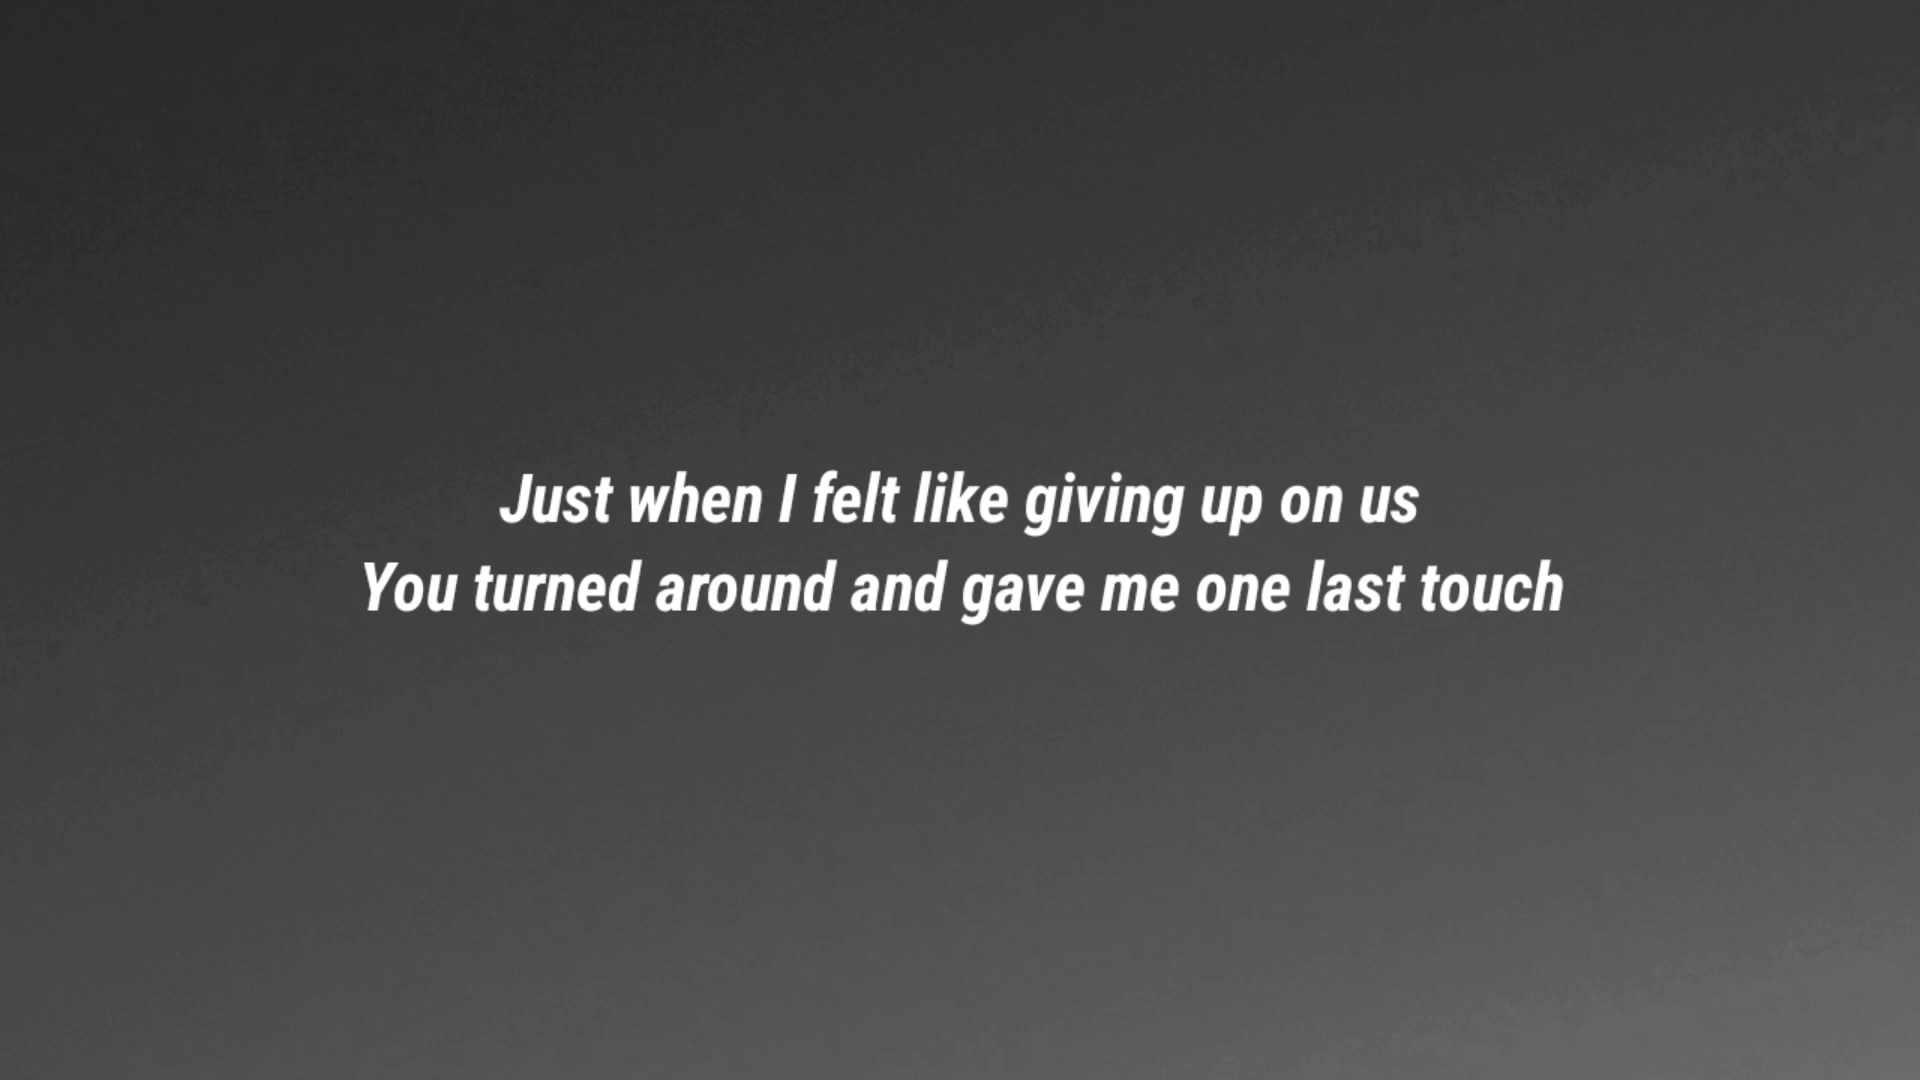 Just when I felt like giving up on us
You turned around and gave me one last touch